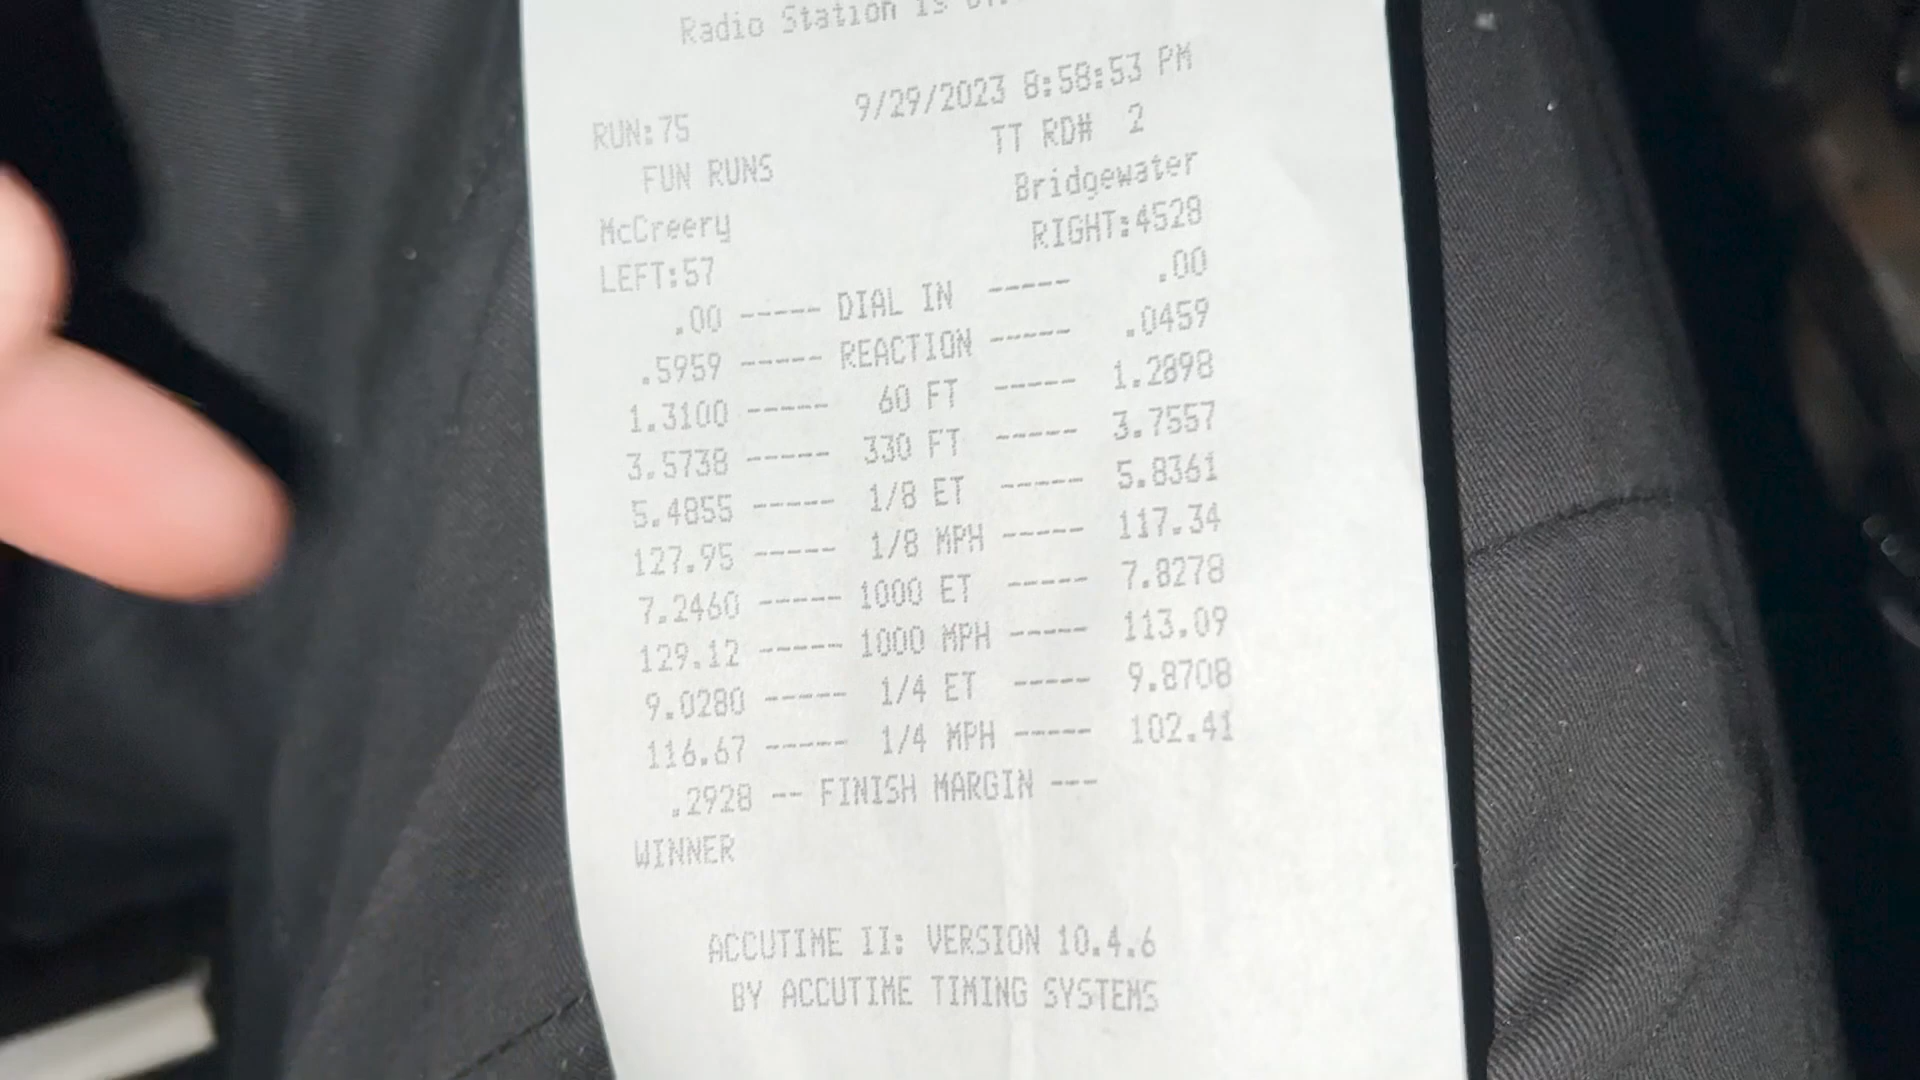 Radio Station is
9/29/2023 8:58:53 PM
RUN:75 TT RD# 2
FUN RUNS Bridgewater
McCreery RIGHT:4528
LEFT:57 .00
.00 ----- DIAL IN ----- .0459
.5959 ----- REACTION ----- 1.2898
1.3100 ----- 60 FT ----- 3.7557
3.5738 ----- 330 FT ----- 5.8361
5.4855 ----- 1/8 ET ----- 117.34
127.95 ----- 1/8 MPH ----- 7.8278
7.2460 ----- 1000 ET ----- 113.09
129.12 ----- 1000 MPH ----- 9.8708
9.0280 ----- 1/4 ET ----- 102.41
116.67 ----- 1/4 MPH -----
.2928 -- FINISH MARGIN ---
WINNER
ACCUTIME II: VERSION 10.4.6
BY ACCUTIME TIMING SYSTEMS